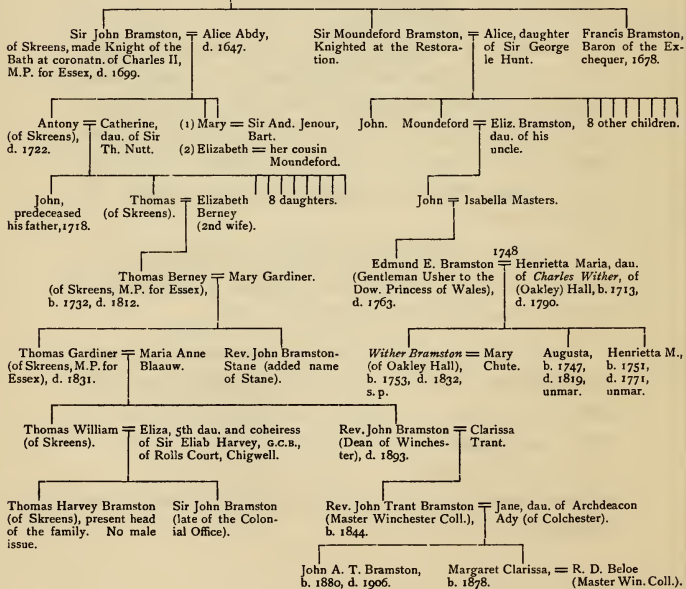 Sir John Bramston, = Alice Abdy,
of Skreens, made Knight of the d. 1647.
Bath at coronatn. of Charles II,
M.P. for Essex, d. 1699.
Sir Moundeford Bramston, = Alice, daughter
Knighted at the Restora- of Sir George
tion. le Hunt.
Francis Bramston,
Baron of the Ex-
chequer, 1678.
Antony = Catherine,
(of Skreens), dau. of Sir
d. 1722. Th. Nutt.
(1) Mary = Sir And. Jenour,
Bart.
(2) Elizabeth = her cousin
Moundeford.
John. Moundeford = Eliz. Bramston,
dau. of his
uncle.
8 other children.
John,
predeceased
his father, 1718.
Thomas = Elizabeth
(of Skreens). Berney
(2nd wife).
8 daughters.
John = Isabella Masters.
Thomas Berney = Mary Gardiner.
(of Skreens, M.P. for Essex),
b. 1732, d. 1812.
1748
Edmund E. Bramston = Henrietta Maria, dau.
(Gentleman Usher to the of Charles Wither, of
Dow. Princess of Wales), (Oakley) Hall, b. 1713,
d. 1763. d. 1790.
Thomas Gardiner = Maria Anne
(of Skreens, M.P. for Blaauw.
Essex), d. 1831.
Rev. John Bramston-
Stane (added name
of Stane).
Wither Bramston = Mary
(of Oakley Hall), Chute.
b. 1753, d. 1832,
s. p.
Augusta,
b. 1747,
d. 1819,
unmar.
Henrietta M.,
b. 1751,
d. 1771,
unmar.
Thomas William = Eliza, 5th dau. and coheiress
(of Skreens). of Sir Eliab Harvey, G.C.B.,
of Rolls Court, Chigwell.
Rev. John Bramston = Clarissa
(Dean of Winches- Trant.
ter), d. 1893.
Thomas Harvey Bramston
(of Skreens), present head
of the family. No male
issue.
Sir John Bramston
(late of the Colon-
ial Office).
Rev. John Trant Bramston = Jane, dau. of Archdeacon
(Master Winchester Coll.), Ady (of Colchester).
b. 1844.
John A. T. Bramston,
b. 1880, d. 1906.
Margaret Clarissa, = R. D. Beloe
b. 1878. (Master Win. Coll.).